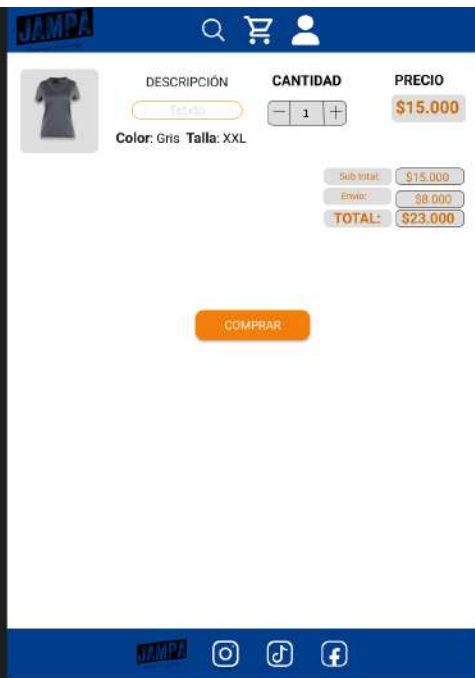 JAMPA
DESCRIPCIÓN CANTIDAD PRECIO
Texto 1 $15.000
Color: Gris Talla: XXL
Sub total: $15.000
Envio: $8.000
TOTAL: $23.000
COMPRAR
JAMPA